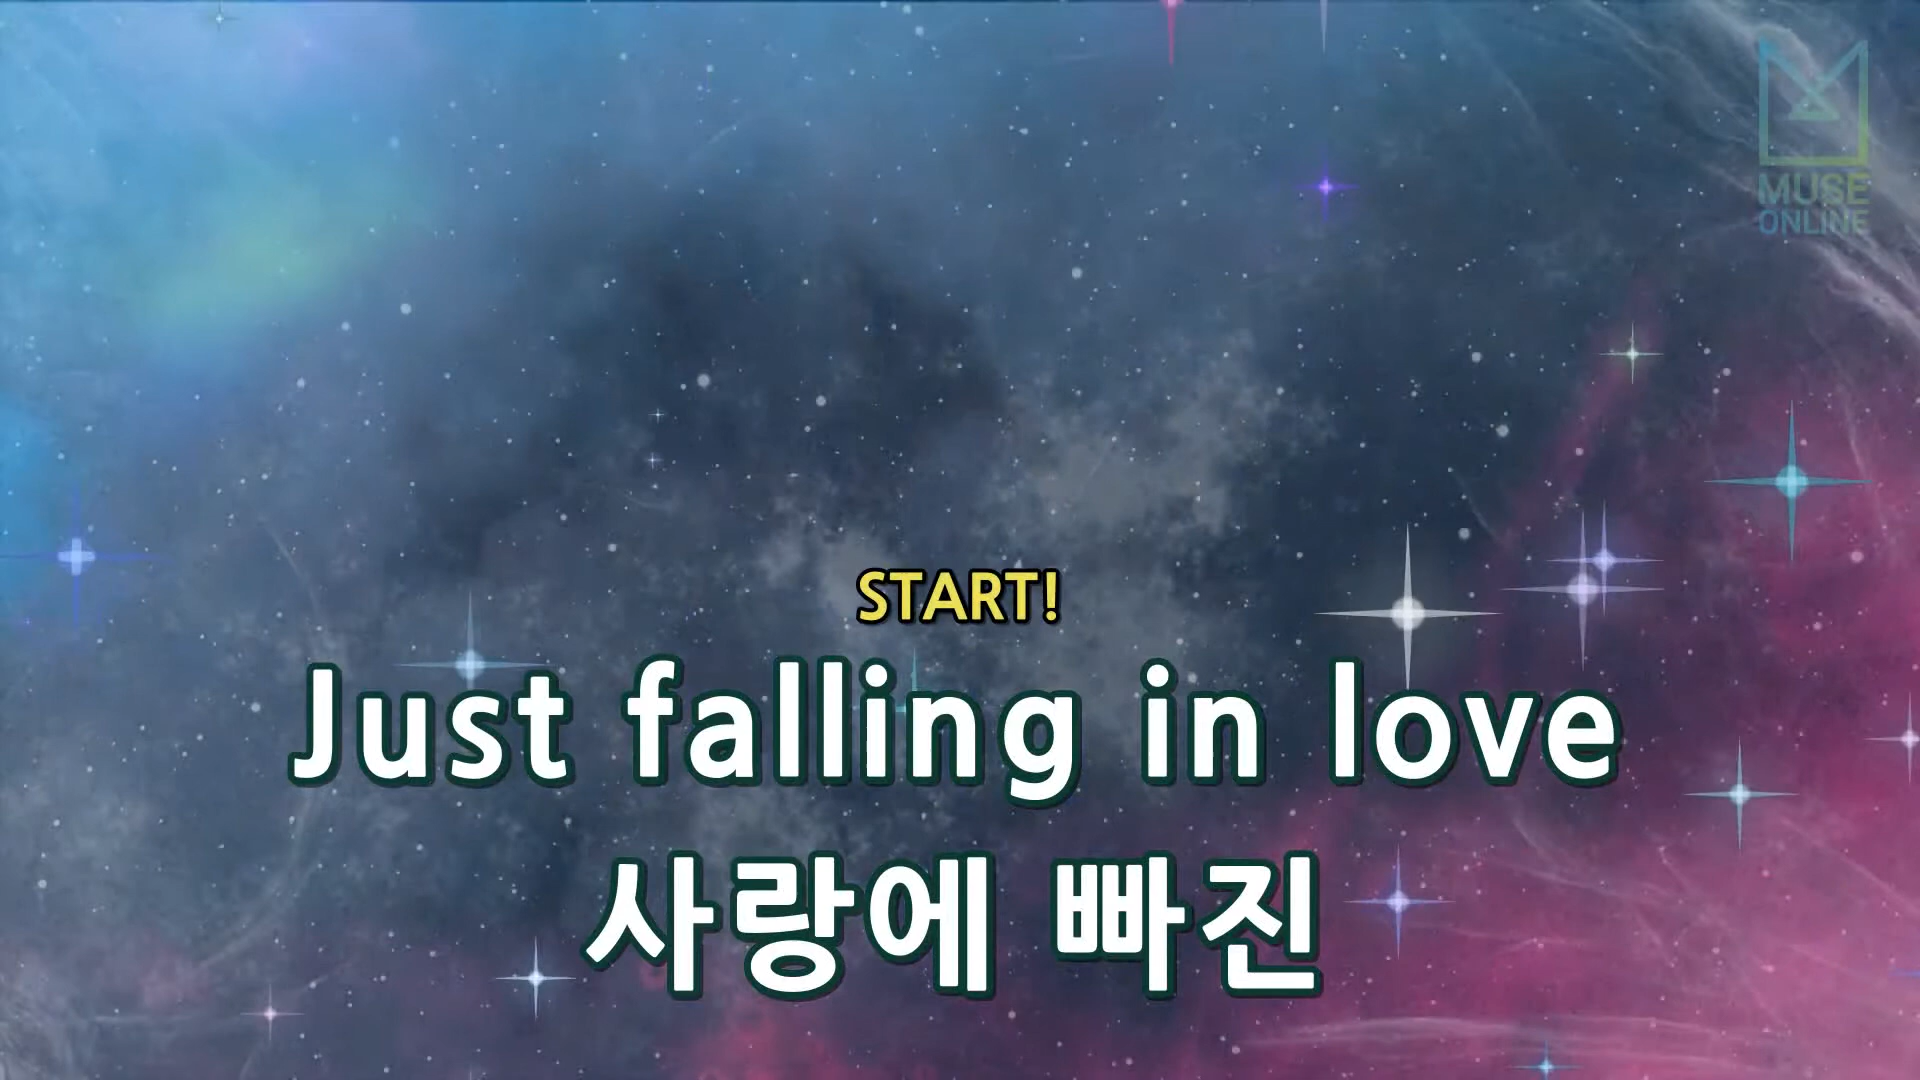 MUSE
ONLINE
START!
Just falling in love
사랑에 빠진